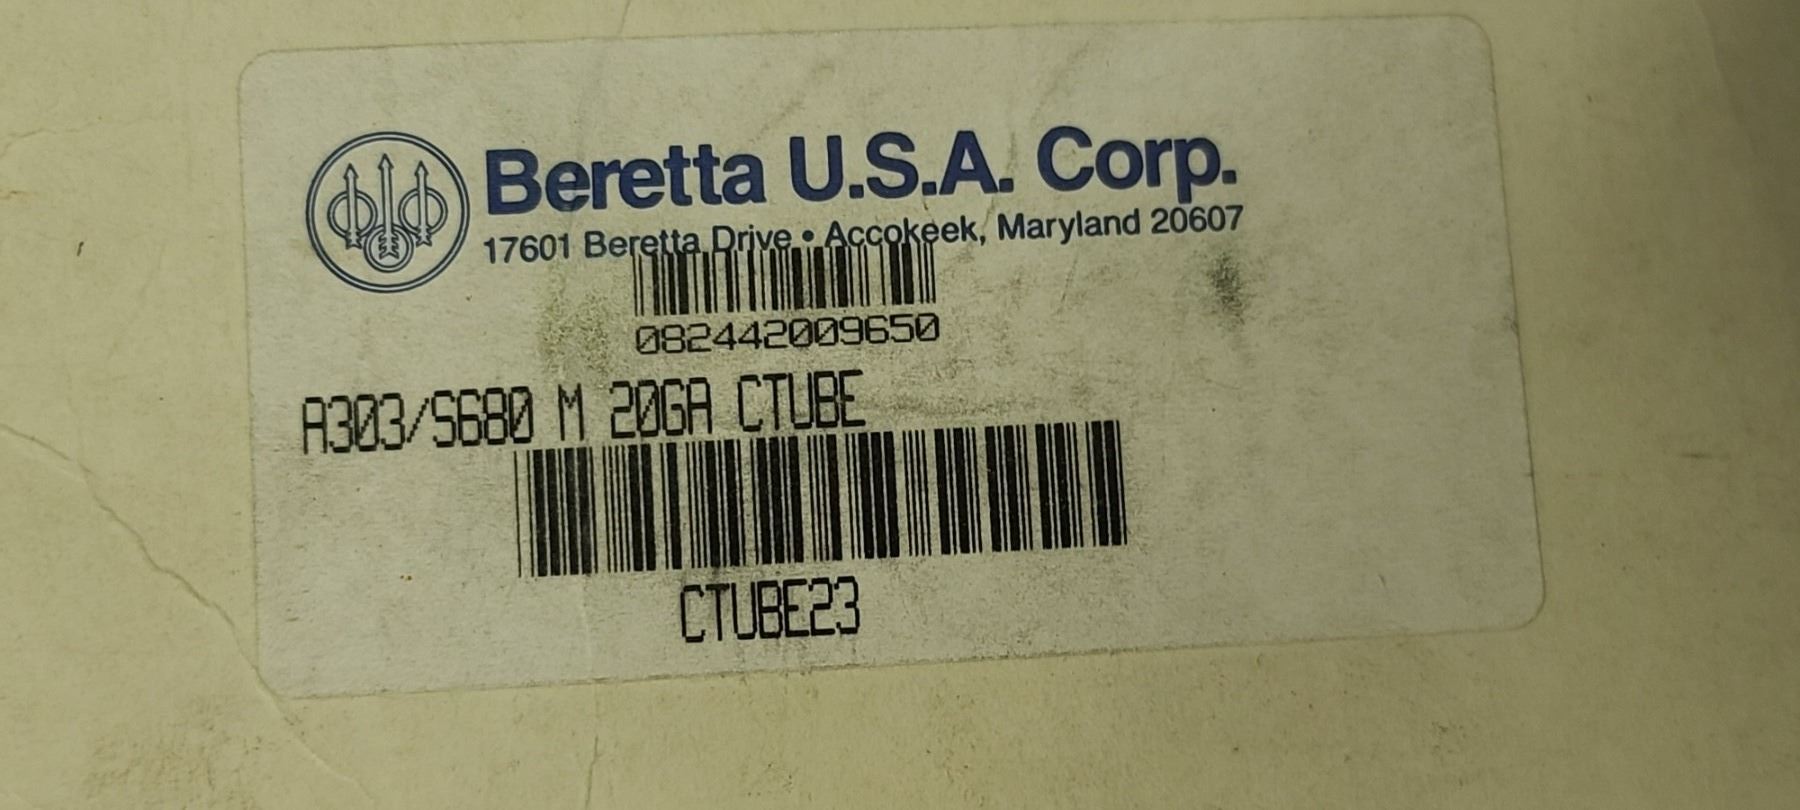 Beretta U.S.A. Corp.
17601 Beretta Drive • Accokeek, Maryland 20607
082442009650
A303/S680 M 20GA CTUBE
CTUBE23